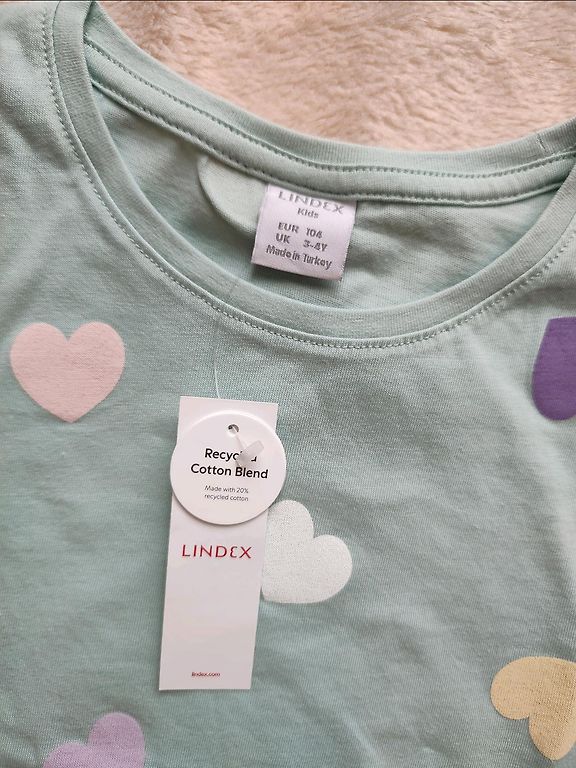 LINDEX
Kids
EUR 104
UK 3-4Y
Made in Turkey
Recycled
Cotton Blend
Made with 20%
recycled cotton
LINDEX
lindex.com